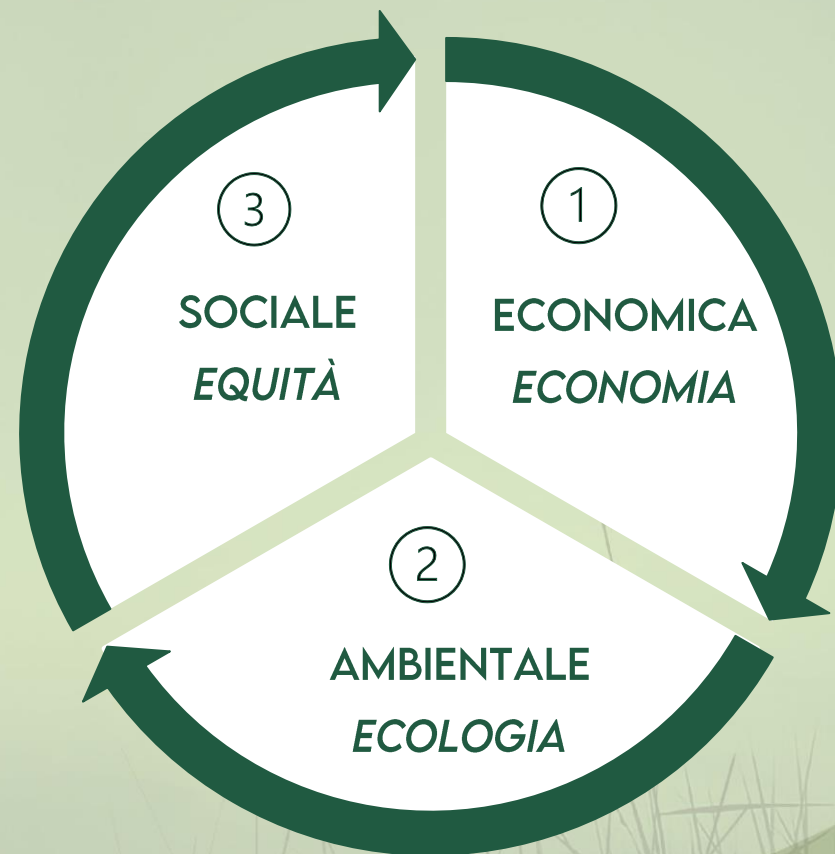 1
ECONOMICA
ECONOMIA
2
AMBIENTALE
ECOLOGIA
3
SOCIALE
EQUITÀ